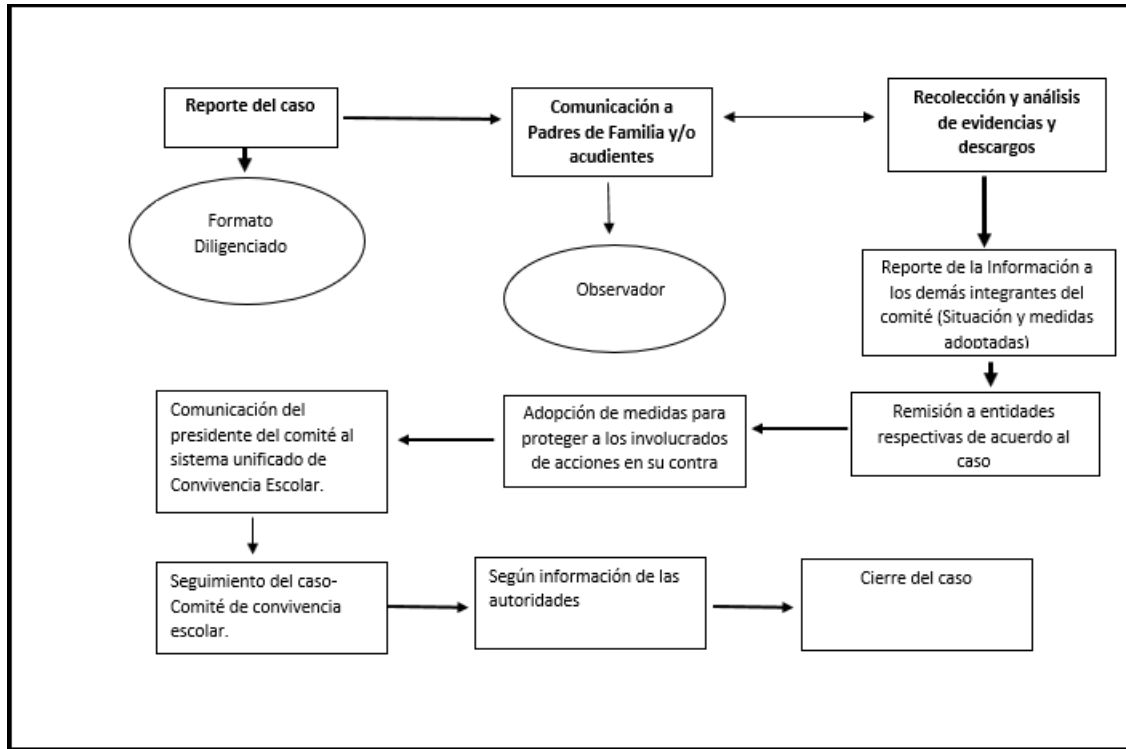 Reporte del caso
Comunicación a
Padres de Familia y/o
acudientes
Recolección y análisis
de evidencias y
descargos
Formato
Diligenciado
Observador
Reporte de la Información a
los demás integrantes del
comité (Situación y medidas
adoptadas)
Comunicación del
presidente del comité al
sistema unificado de
Convivencia Escolar.
Adopción de medidas para
proteger a los involucrados
de acciones en su contra
Remisión a entidades
respectivas de acuerdo al
caso
Seguimiento del caso-
Comité de convivencia
escolar.
Según información de las
autoridades
Cierre del caso